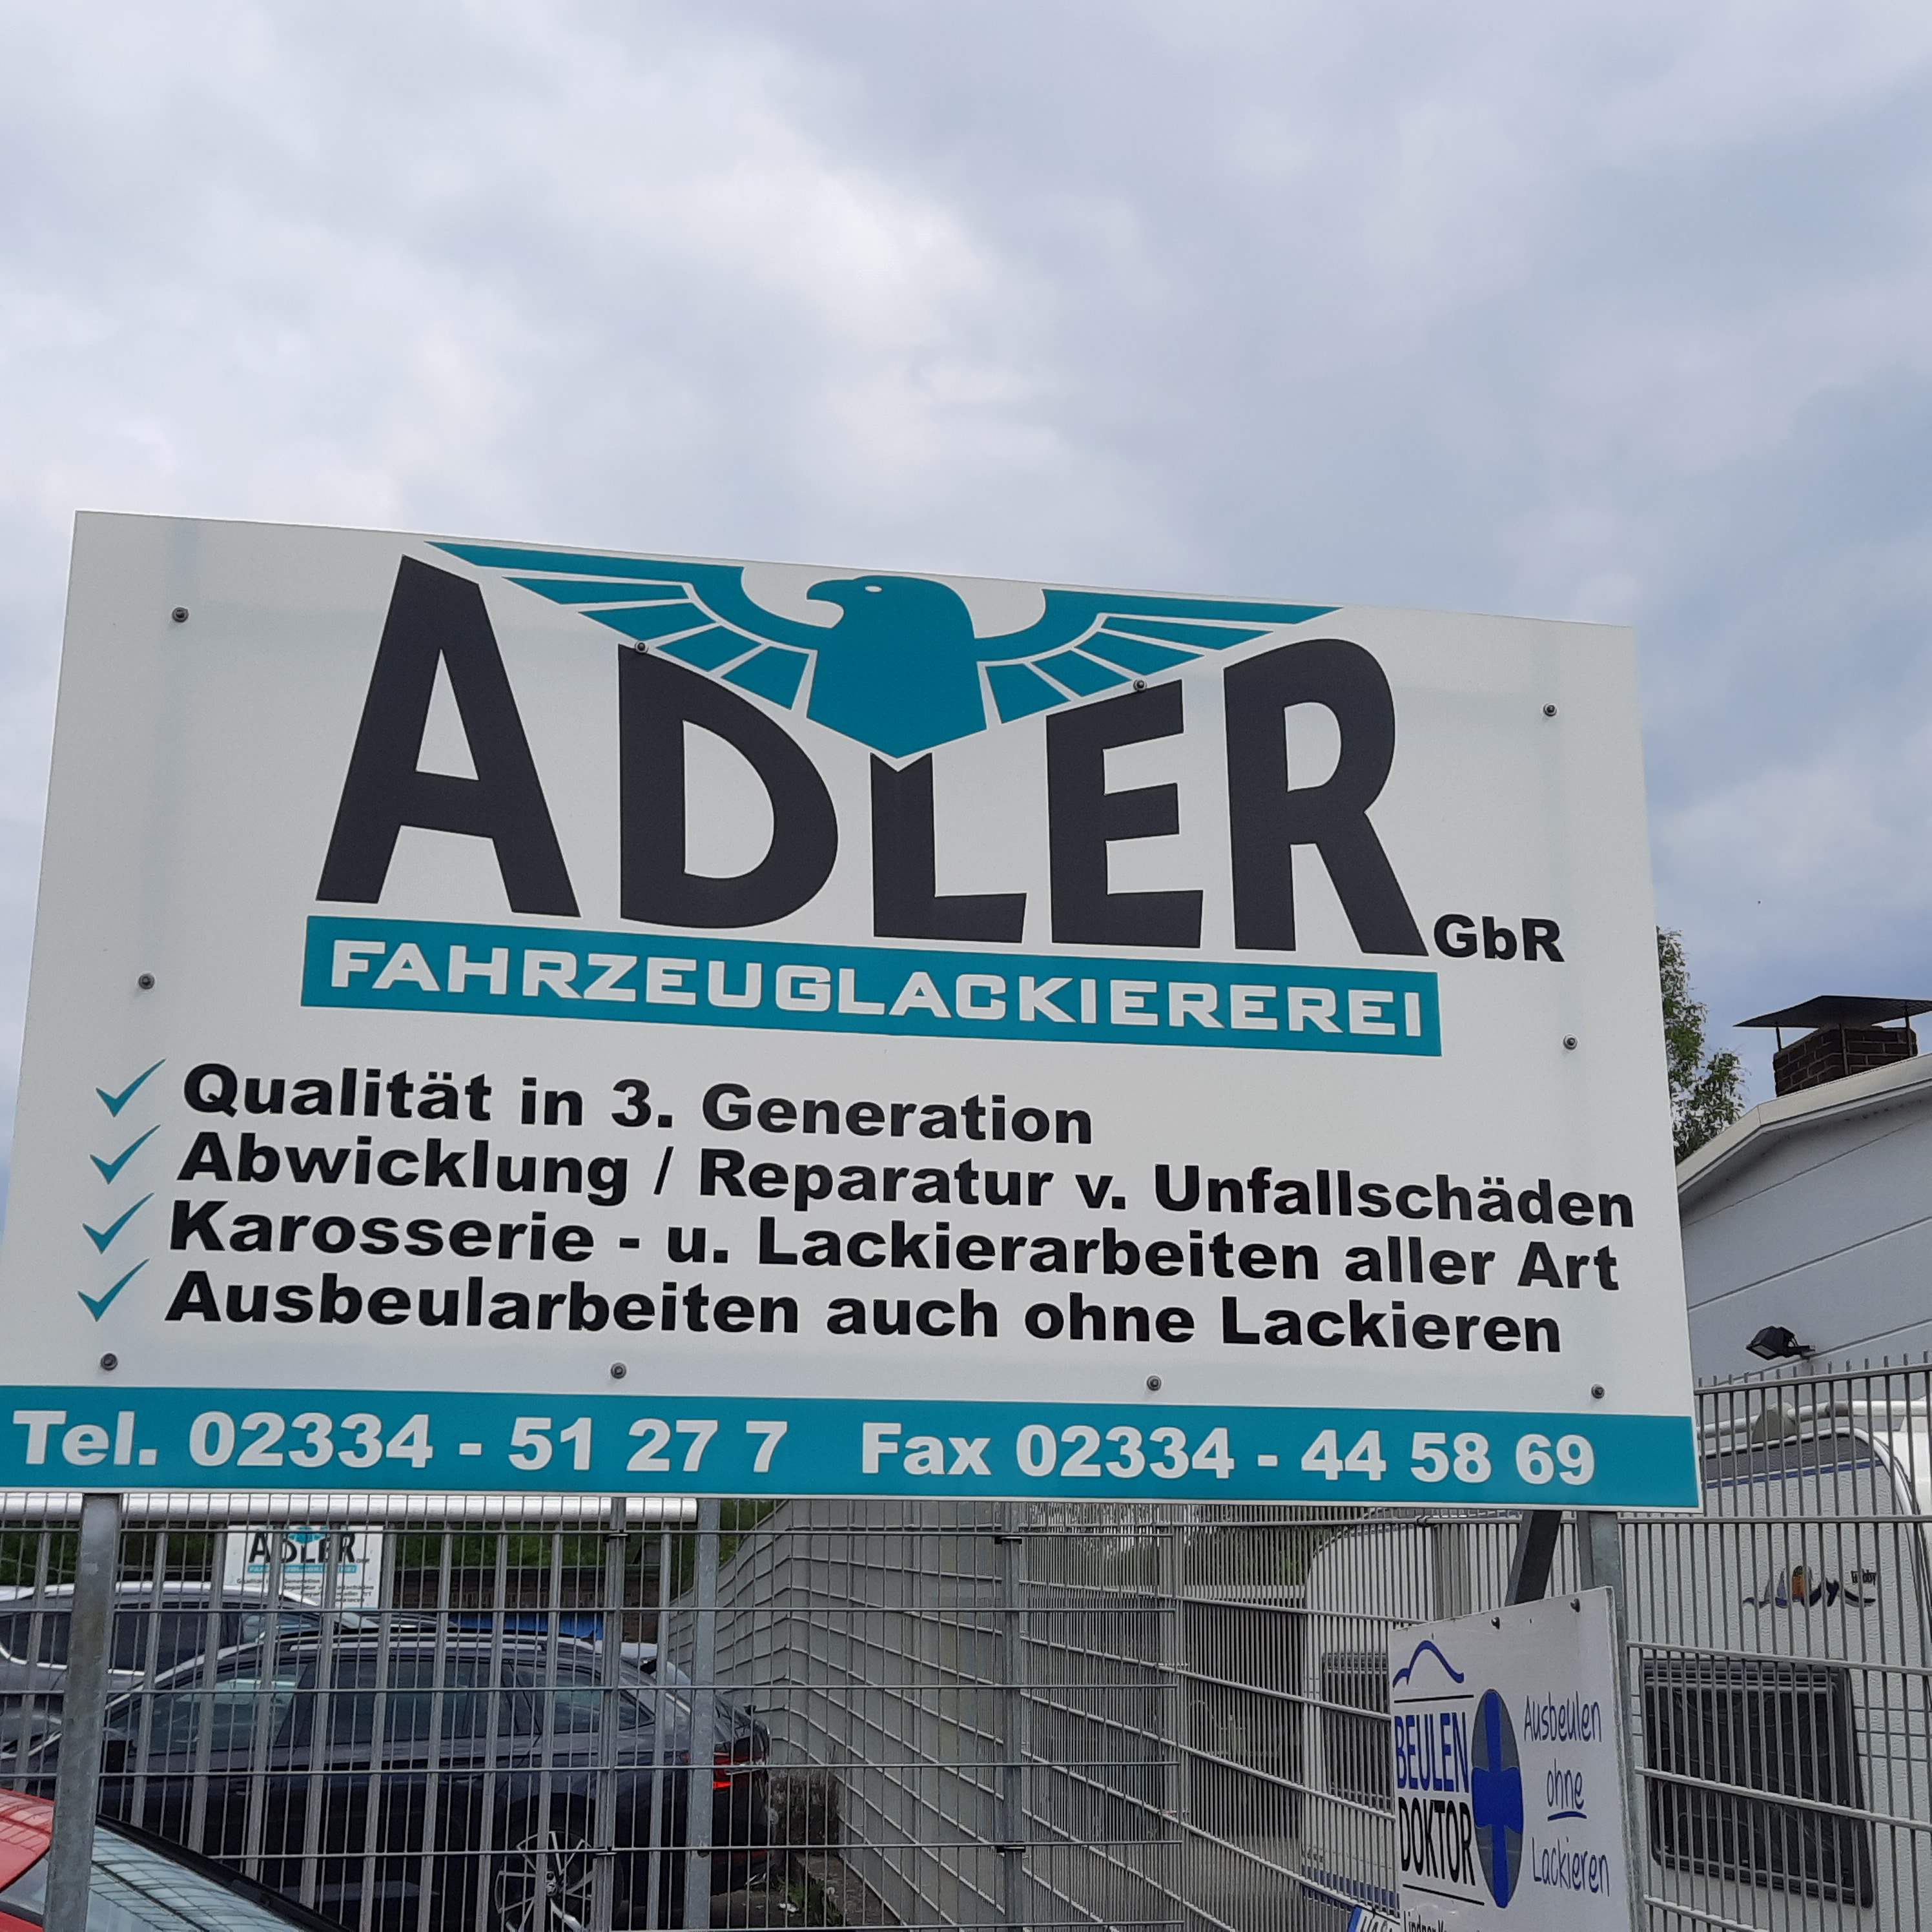 ADLER GbR
FAHRZEUGLACKIEREREI
Qualität in 3. Generation
Abwicklung / Reparatur v. Unfallschäden
Karosserie - u. Lackierarbeiten aller Art
Ausbeularbeiten auch ohne Lackieren
Tel. 02334 - 51 27 7 Fax 02334 - 44 58 69
ADLER
BEULEN
DOKTOR
Ausbeulen
ohne
Lackieren